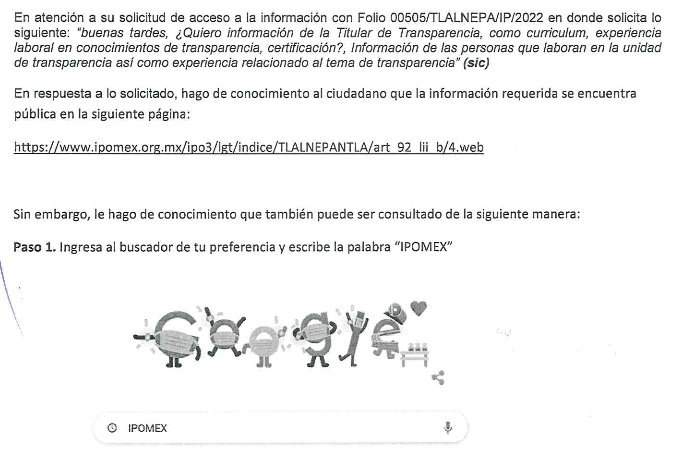 En atención a su solicitud de acceso a la información con Folio 00505/TLALNEPA/IP/2022 en donde solicita lo
siguiente: "buenas tardes, ¿Quiero información de la Titular de Transparencia, como curriculum, experiencia
laboral en conocimientos de transparencia, certificación?, Información de las personas que laboran en la unidad
de transparencia así como experiencia relacionado al tema de transparencia" (sic)
En respuesta a lo solicitado, hago de conocimiento al ciudadano que la información requerida se encuentra
pública en la siguiente página:
https://www.ipomex.org.mx/ipo3/lgt/indice/TLALNEPANTLA/art_92_lii_b/4.web
Sin embargo, le hago de conocimiento que también puede ser consultado de la siguiente manera:
Paso 1. Ingresa al buscador de tu preferencia y escribe la palabra "IPOMEX"
Google
IPOMEX